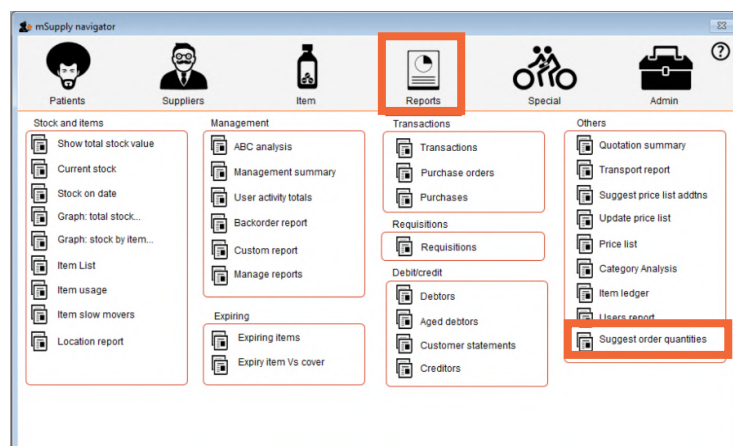 mSupply navigator
?
Patients
Suppliers
Item
Reports
Special
Admin
Stock and items
Show total stock value
Current stock
Stock on date
Graph: total stock...
Graph: stock by item...
Item List
Item usage
Item slow movers
Location report
Management
ABC analysis
Management summary
User activity totals
Backorder report
Custom report
Manage reports
Expiring
Expiring items
Expiry item Vs cover
Transactions
Transactions
Purchase orders
Purchases
Requisitions
Requisitions
Debit/credit
Debtors
Aged debtors
Customer statements
Creditors
Others
Quotation summary
Transport report
Suggest price list addtns
Update price list
Price list
Category Analysis
Item ledger
Users report
Suggest order quantities